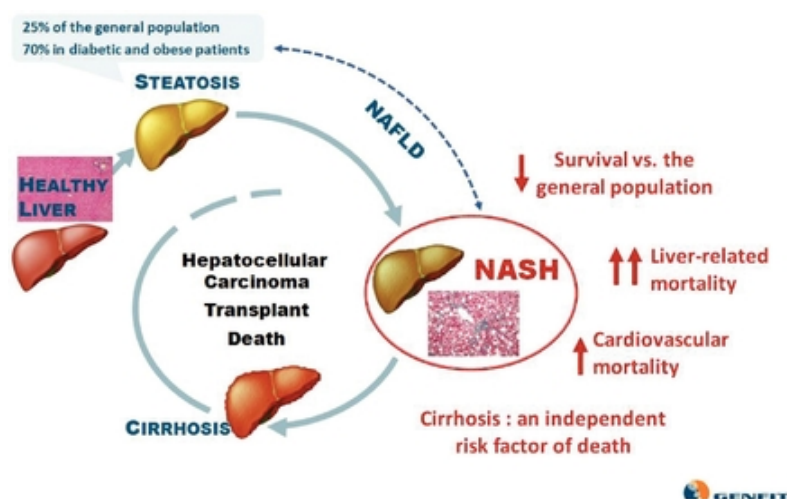 25% of the general population
70% in diabetic and obese patients
STEATOSIS
NAFLD
HEALTHY
LIVER
Survival vs. the
general population
NASH
Liver-related
mortality
Hepatocellular
Carcinoma
Transplant
Death
Cardiovascular
mortality
CIRRHOSIS
Cirrhosis : an independent
risk factor of death
GENFIT